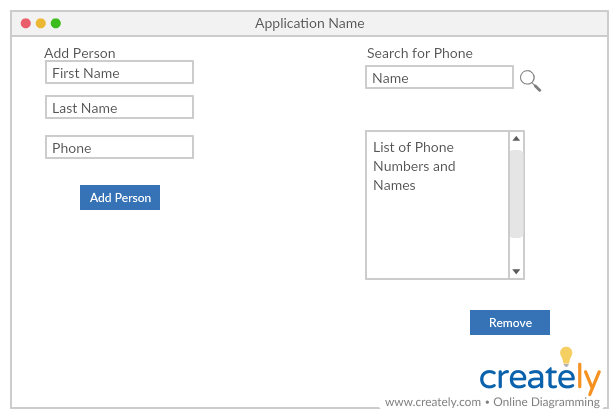 Application Name
Add Person
First Name
Last Name
Phone
Add Person
Search for Phone
Name
List of Phone
Numbers and
Names
Remove
creately
www.creately.com • Online Diagramming